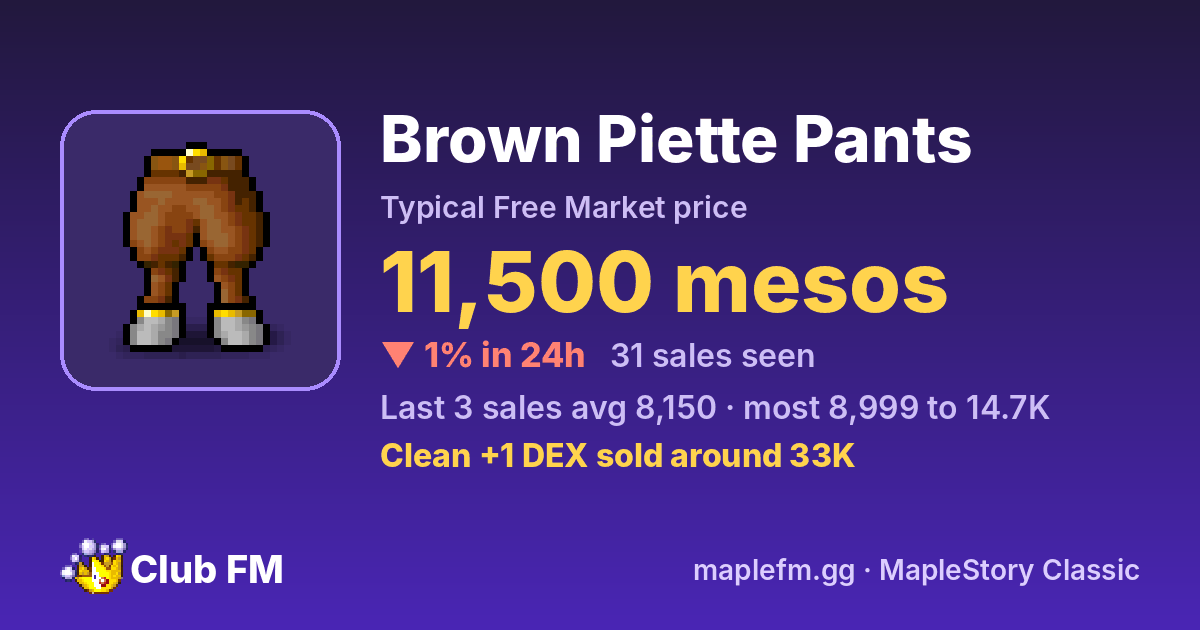 Brown Piette Pants
Typical Free Market price
11,500 mesos
▼ 1% in 24h 31 sales seen
Last 3 sales avg 8,150 · most 8,999 to 14.7K
Clean +1 DEX sold around 33K
Club FM
maplefm.gg · MapleStory Classic